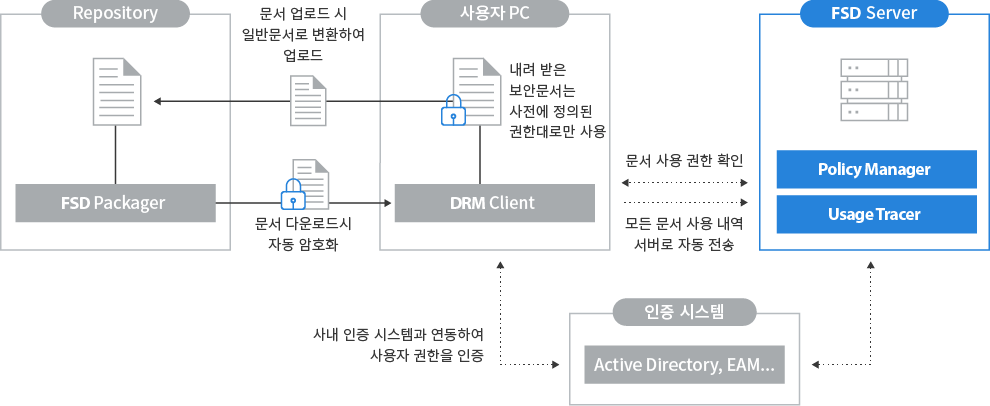 Repository
문서 업로드 시
일반문서로 변환하여
업로드
사용자 PC
FSD Server
내려 받은
보안문서는
사전에 정의된
권한대로만 사용
문서 사용 권한 확인
Policy Manager
FSD Packager
DRM Client
Usage Tracer
문서 다운로드시
자동 암호화
모든 문서 사용 내역
서버로 자동 전송
인증 시스템
사내 인증 시스템과 연동하여
사용자 권한을 인증
Active Directory, EAM...